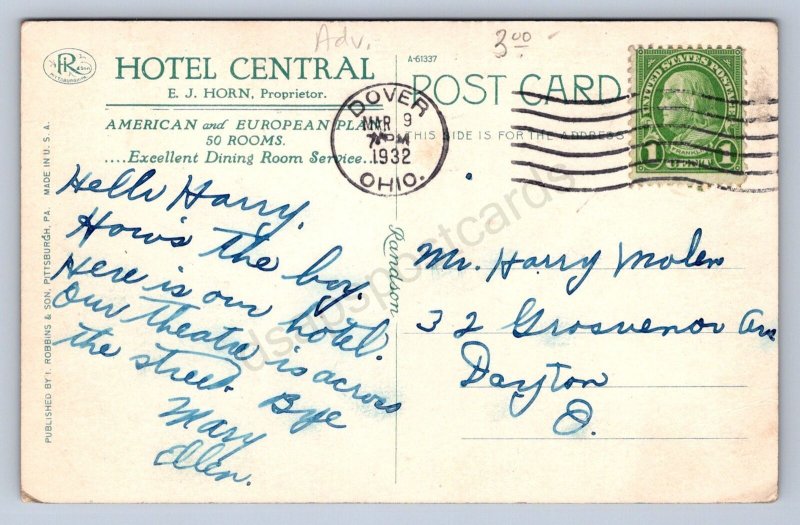 Adv.
3.00
A-61337
HOTEL CENTRAL
E. J. HORN, Proprietor.
AMERICAN and EUROPEAN PLAN
50 ROOMS.
....Excellent Dining Room Service..
POST CARD
THIS SIDE IS FOR THE ADDRESS
DOVER
MAR 9
7 PM
1932
OHIO.
UNITED STATES POSTAGE
FRANKLIN
1 1
Hello Harry.
How's the boy.
Here is our hotel.
Our theatre is across
the street. Bye
Mary
Ellen.
Mr. Harry Molen
32 Grosvenor Ave
Dayton
O.
Randson
PUBLISHED BY I. ROBBINS & SON, PITTSBURGH, PA. MADE IN U. S. A.